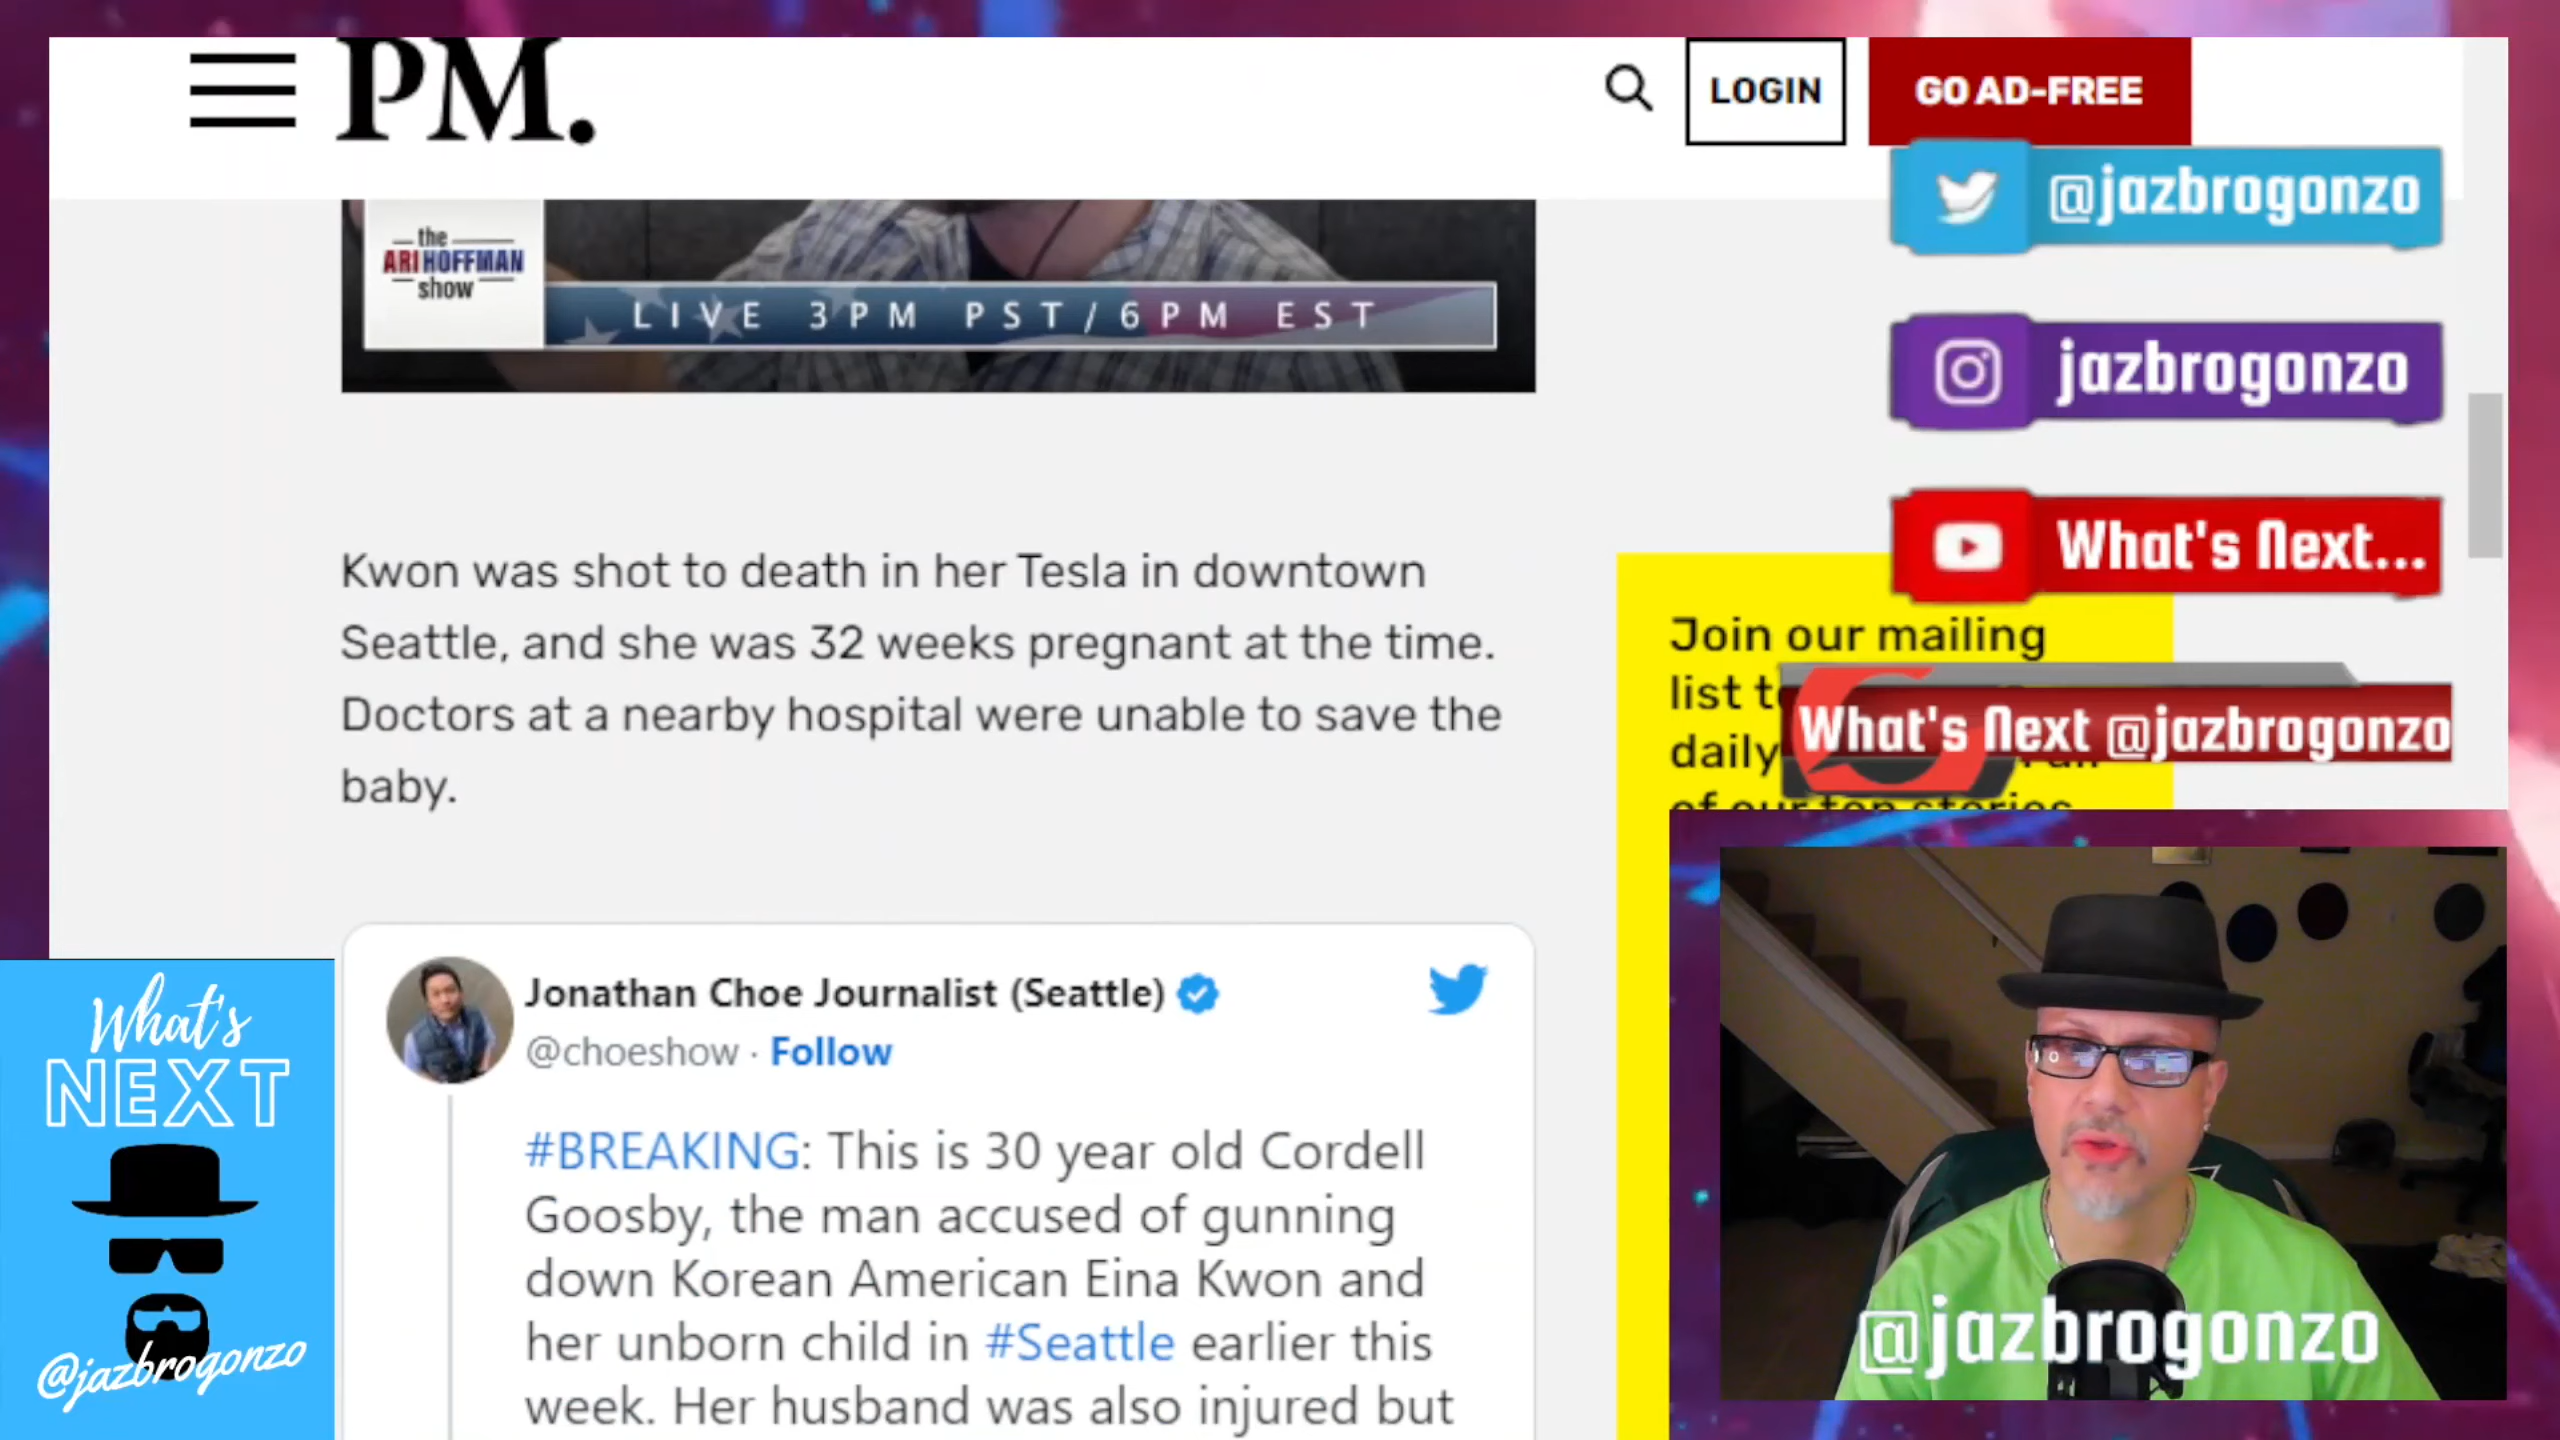 PM.
LOGIN
GO AD-FREE
@jazbrogonzo
the
ARI HOFFMAN
show
LIVE 3PM PST/6PM EST
jazbrogonzo
What's Next...
Kwon was shot to death in her Tesla in downtown
Seattle, and she was 32 weeks pregnant at the time.
Doctors at a nearby hospital were unable to save the
baby.
Join our mailing
list
daily
of our top stories
What's Next @jazbrogonzo
Jonathan Choe Journalist (Seattle)
@choeshow · Follow
#BREAKING: This is 30 year old Cordell
Goosby, the man accused of gunning
down Korean American Eina Kwon and
her unborn child in #Seattle earlier this
week. Her husband was also injured but
What's
NEXT
@jazbrogonzo
@jazbrogonzo